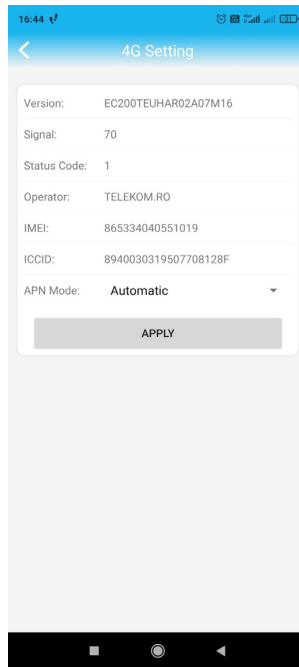 16:44
4G Setting
Version: EC200TEUHAR02A07M16
Signal: 70
Status Code: 1
Operator: TELEKOM.RO
IMEI: 865334040551019
ICCID: 8940030319507708128F
APN Mode: Automatic
APPLY